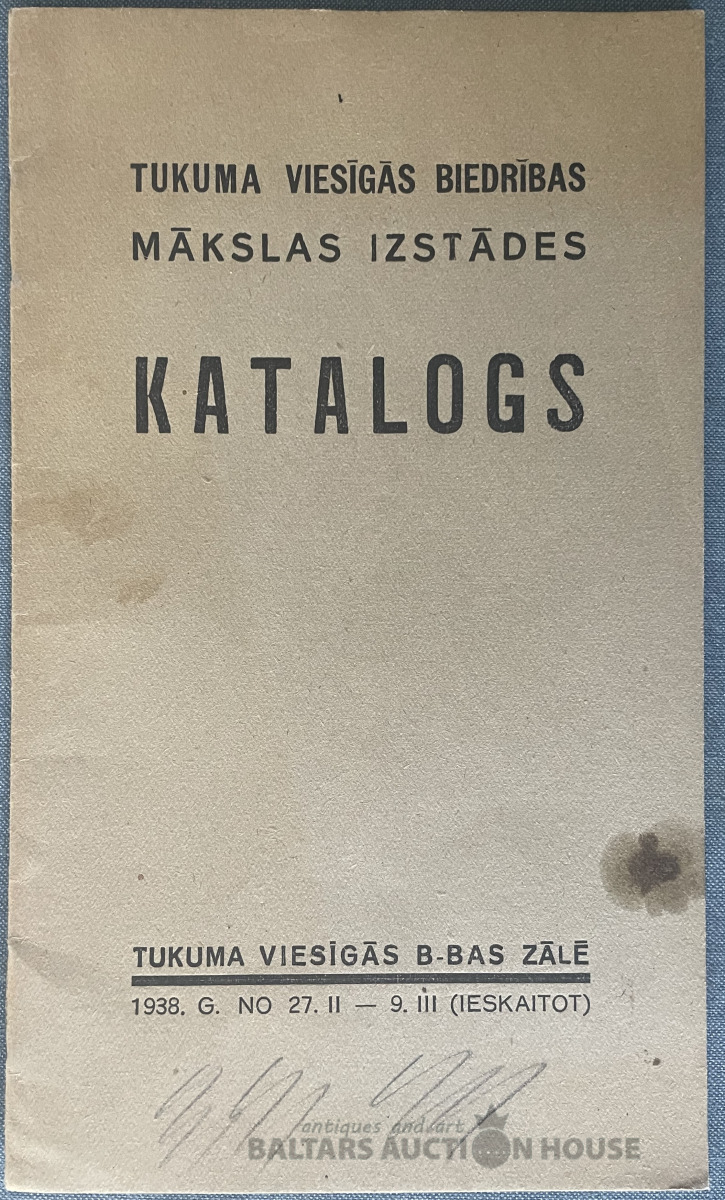 TUKUMA VIESĪGĀS BIEDRĪBAS
MĀKSLAS IZSTĀDES
KATALOGS
TUKUMA VIESĪGĀS B-BAS ZĀLĒ
1938. G. NO 27. II — 9. III (IESKAITOT)
antiques and art
BALTARS AUCTION HOUSE